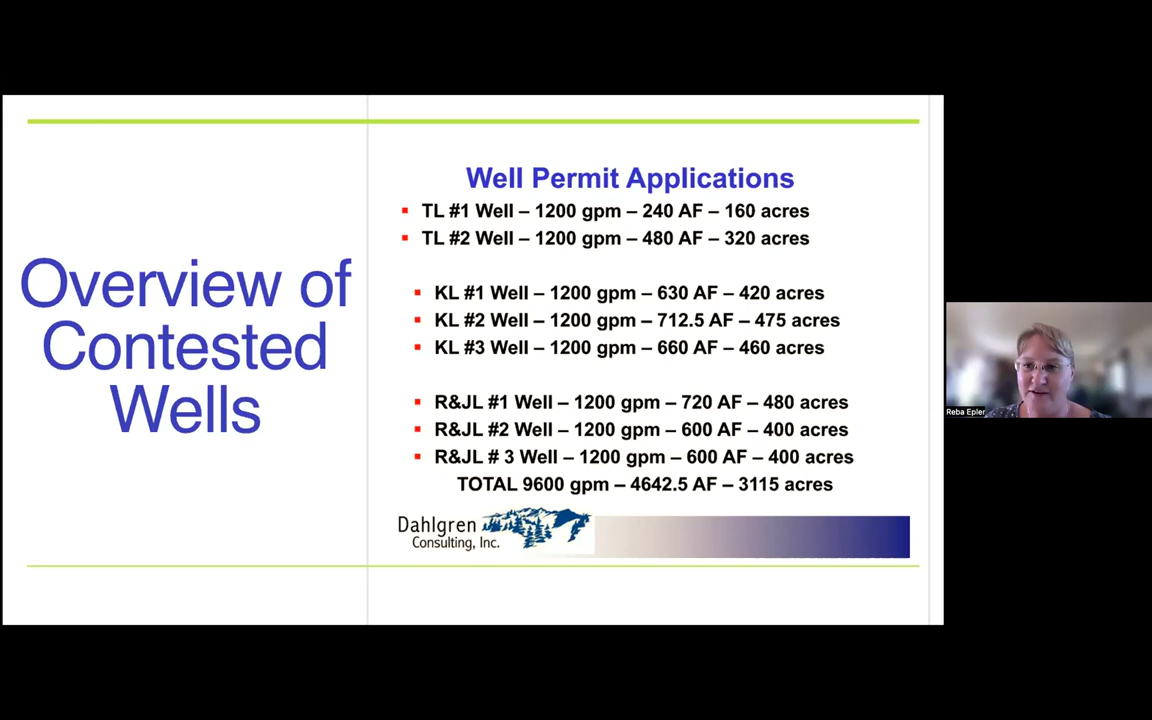 Overview of
Contested
Wells
Well Permit Applications
▪ TL #1 Well – 1200 gpm – 240 AF – 160 acres
▪ TL #2 Well – 1200 gpm – 480 AF – 320 acres
▪ KL #1 Well – 1200 gpm – 630 AF – 420 acres
▪ KL #2 Well – 1200 gpm – 712.5 AF – 475 acres
▪ KL #3 Well – 1200 gpm – 660 AF – 460 acres
▪ R&JL #1 Well – 1200 gpm – 720 AF – 480 acres
▪ R&JL #2 Well – 1200 gpm – 600 AF – 400 acres
▪ R&JL # 3 Well – 1200 gpm – 600 AF – 400 acres
TOTAL 9600 gpm – 4642.5 AF – 3115 acres
Dahlgren
Consulting, Inc.
Reba Epler